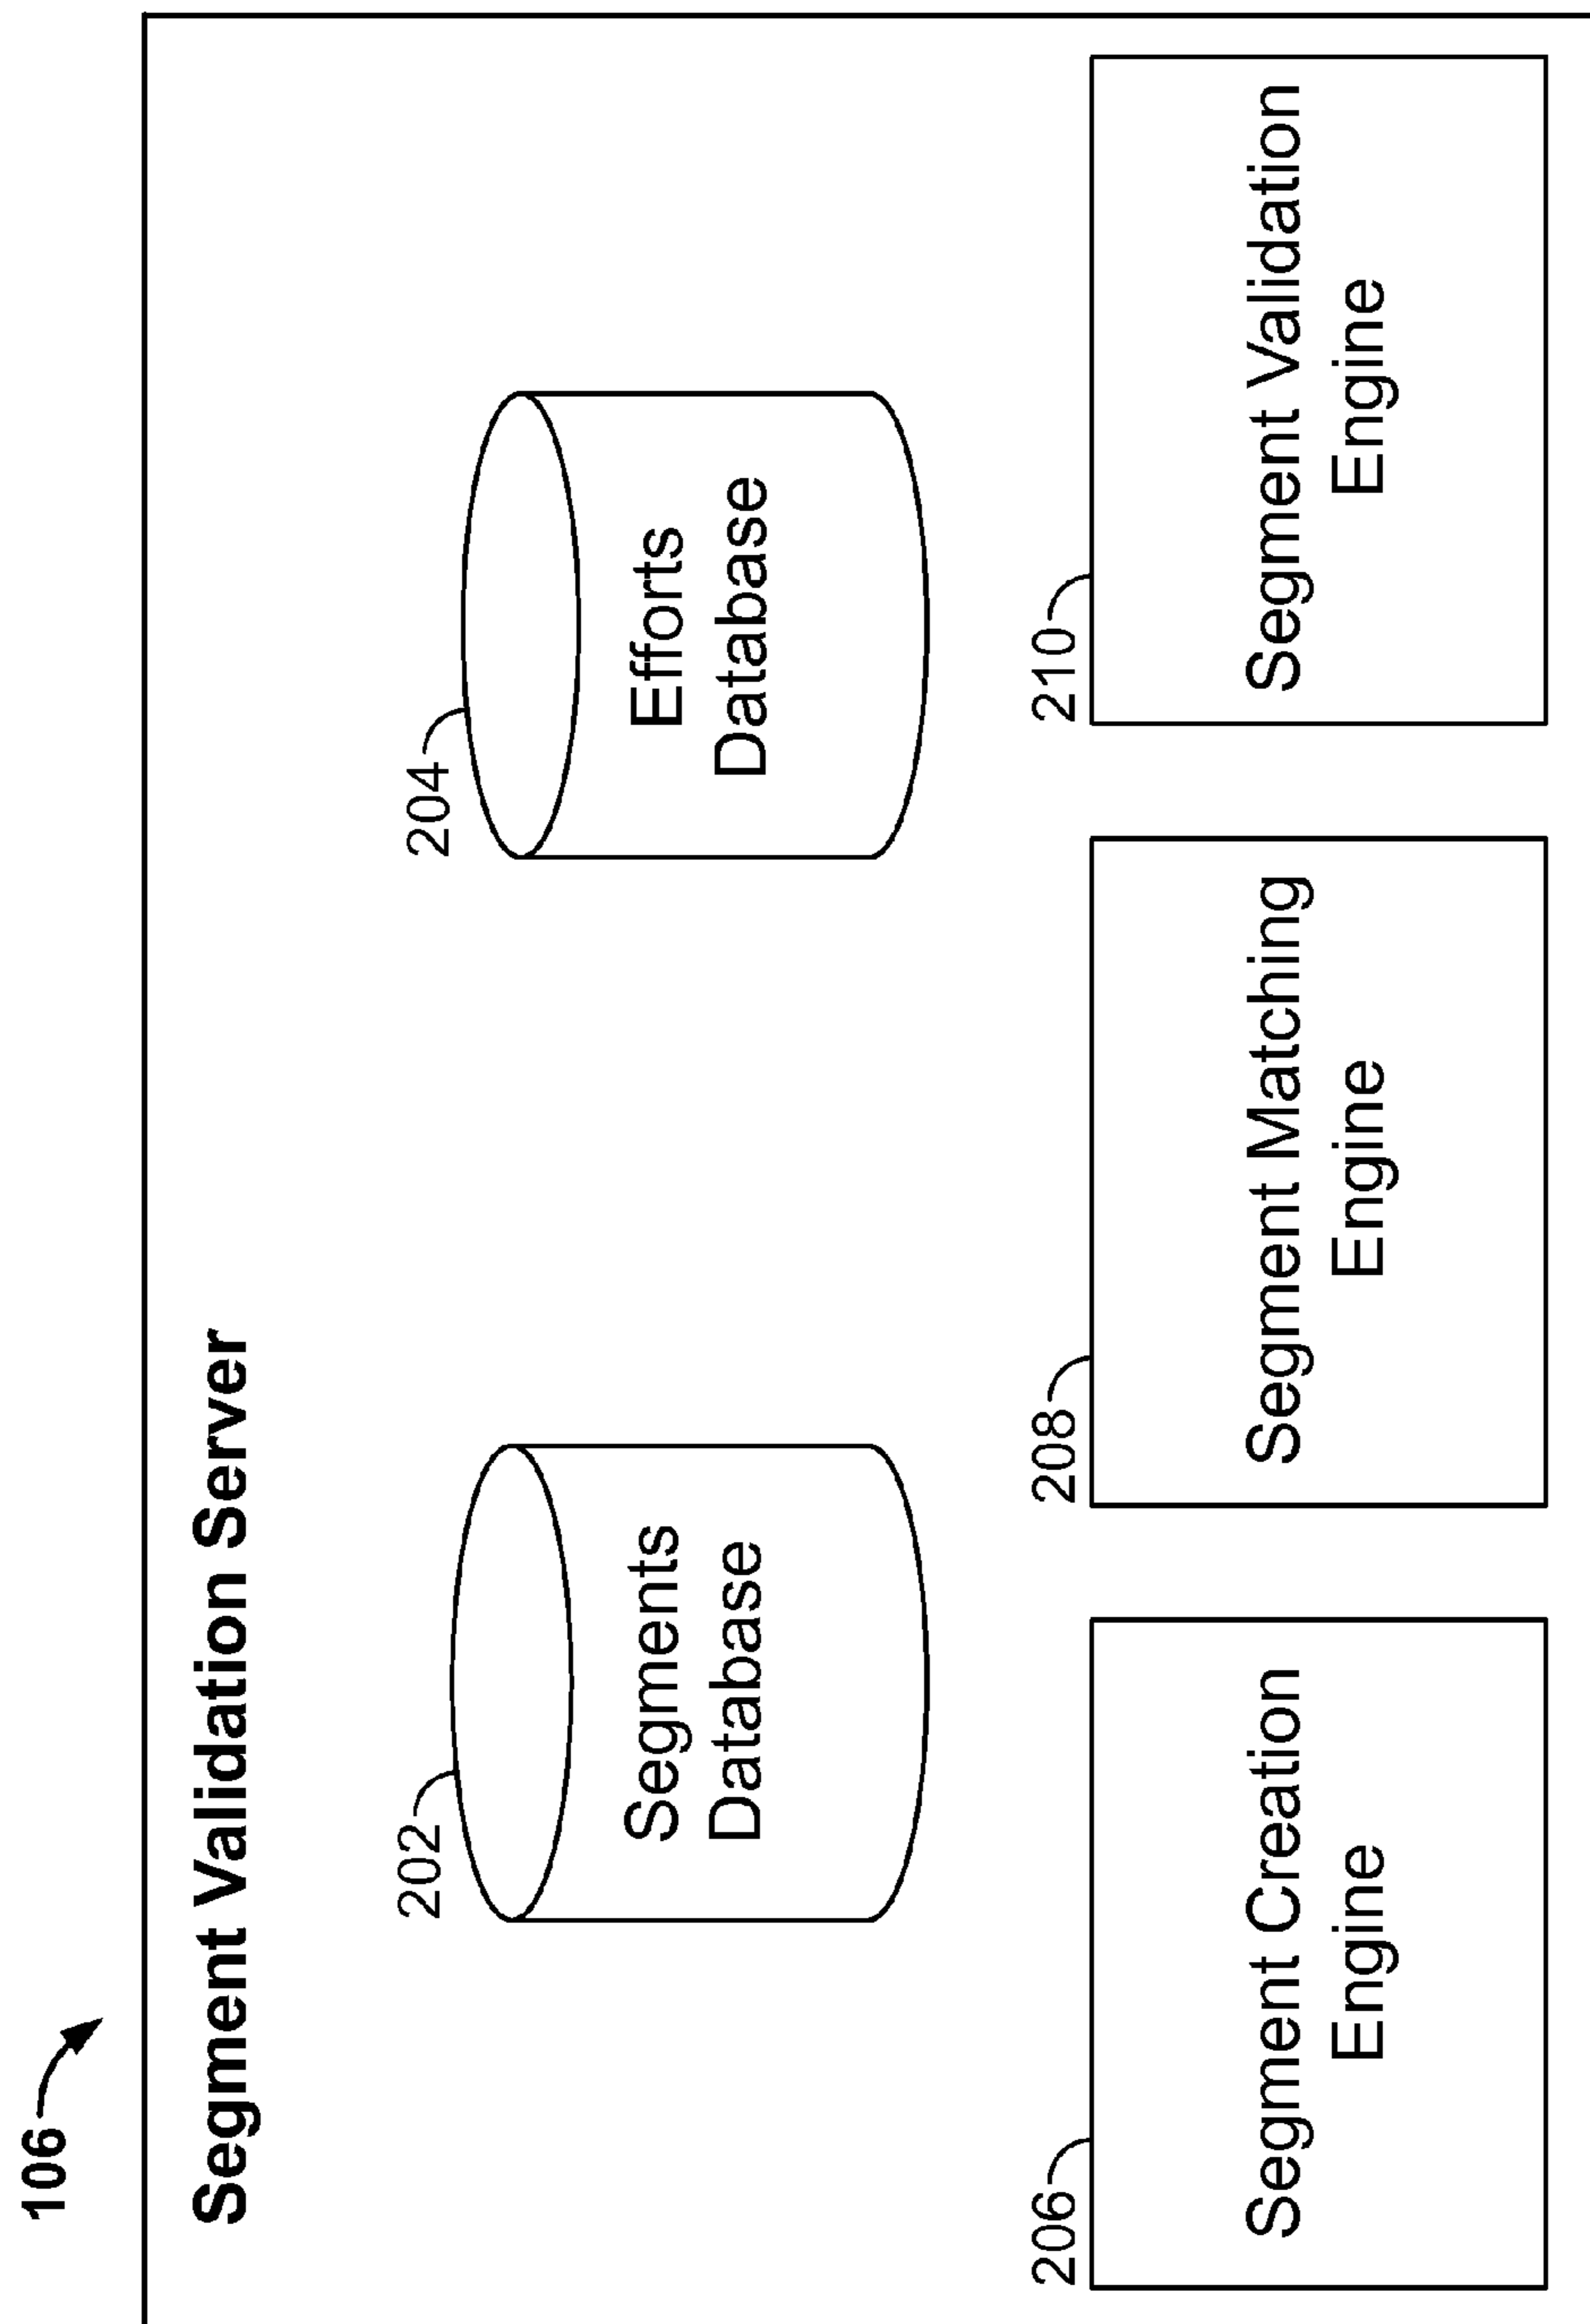 106
Segment Validation Server
202
Segments
Database
204
Efforts
Database
206
Segment Creation
Engine
208
Segment Matching
Engine
210
Segment Validation
Engine